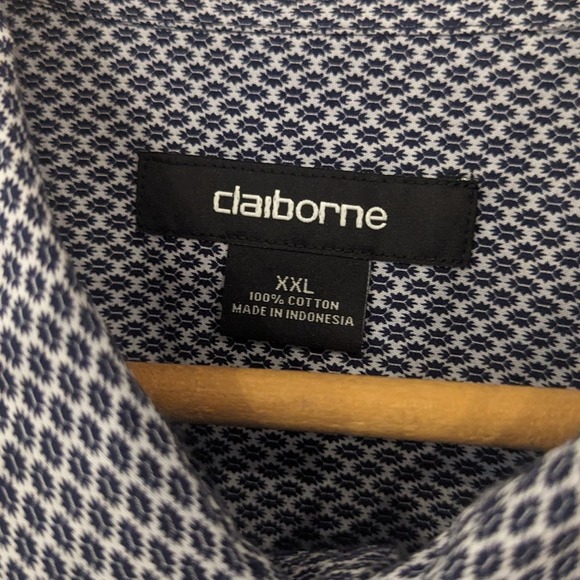 claiborne
XXL
100% COTTON
MADE IN INDONESIA